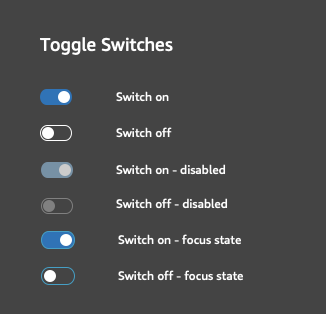 Toggle Switches
Switch on
Switch off
Switch on - disabled
Switch off - disabled
Switch on - focus state
Switch off - focus state